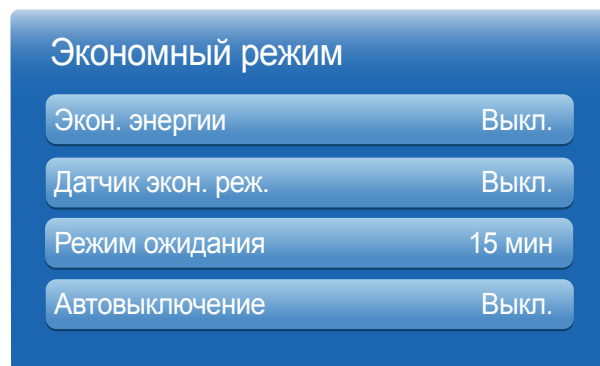 Экономный режим
Экон. энергии Выкл.
Датчик экон. реж. Выкл.
Режим ожидания 15 мин
Автовыключение Выкл.